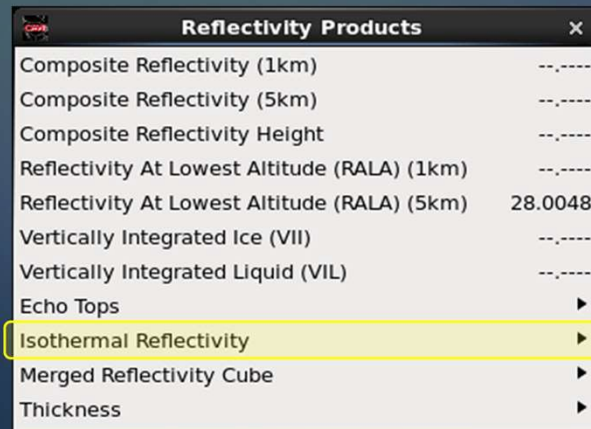 Reflectivity Products ×
Composite Reflectivity (1km) --.----
Composite Reflectivity (5km) --.----
Composite Reflectivity Height --.----
Reflectivity At Lowest Altitude (RALA) (1km) --.----
Reflectivity At Lowest Altitude (RALA) (5km) 28.0048
Vertically Integrated Ice (VII) --.----
Vertically Integrated Liquid (VIL) --.----
Echo Tops
Isothermal Reflectivity
Merged Reflectivity Cube
Thickness